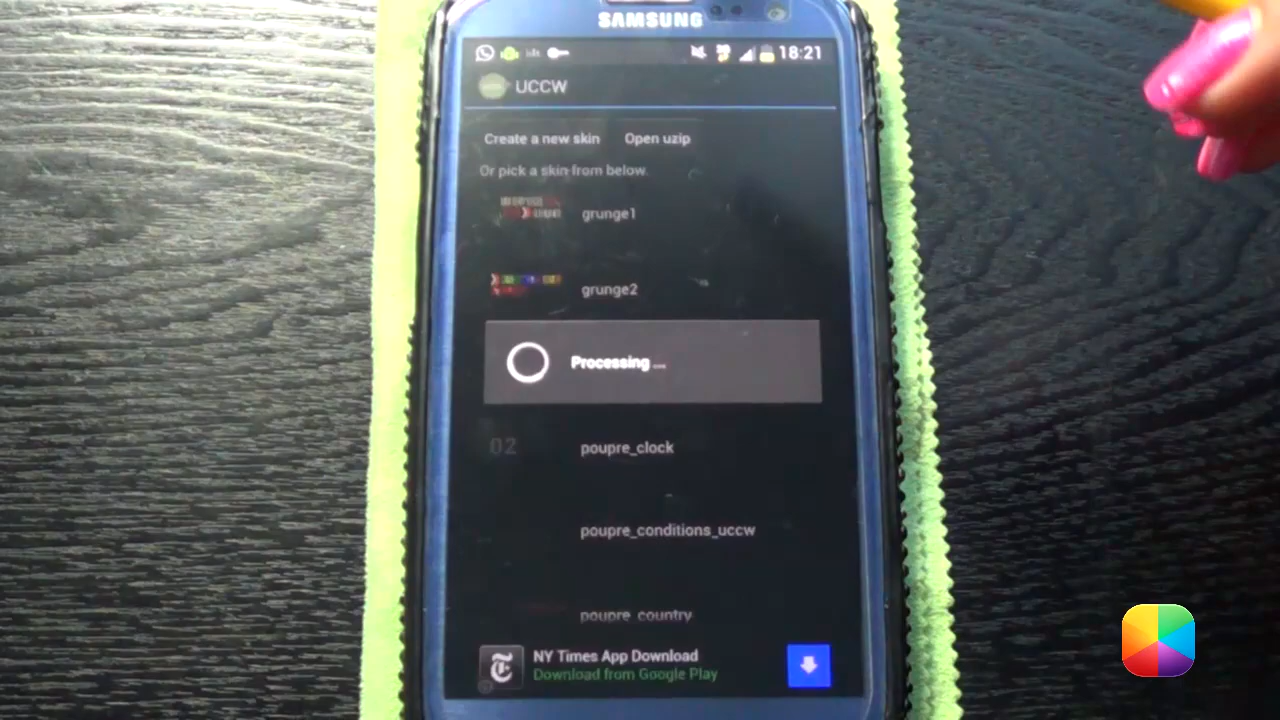 SAMSUNG
18:21
UCCW
Create a new skin Open uzip
Or pick a skin from below.
grunge1
grunge2
Processing ...
02 poupre_clock
poupre_conditions_uccw
poupre_country
NY Times App Download
Download from Google Play